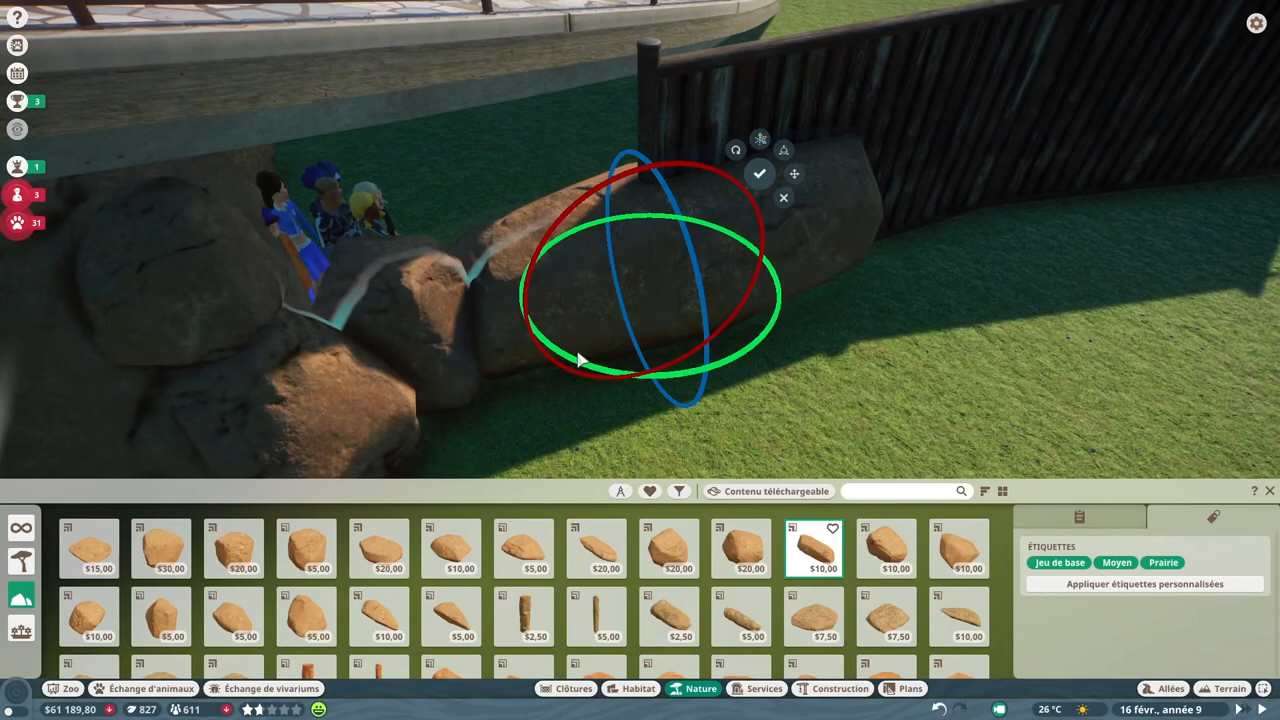 ?
3
1
3
31
Contenu téléchargeable
?
$15,00
$30,00
$20,00
$5,00
$20,00
$10,00
$5,00
$20,00
$20,00
$20,00
$10,00
$10,00
$10,00
$10,00
$5,00
$5,00
$5,00
$10,00
$5,00
$2,50
$5,00
$2,50
$5,00
$7,50
$7,50
$10,00
ÉTIQUETTES
Jeu de base
Moyen
Prairie
Appliquer étiquettes personnalisées
Zoo
Échange d'animaux
Échange de vivariums
Clôtures
Habitat
Nature
Services
Construction
Plans
Allées
Terrain
$61 189,80
827
611
26 °C
16 févr., année 9